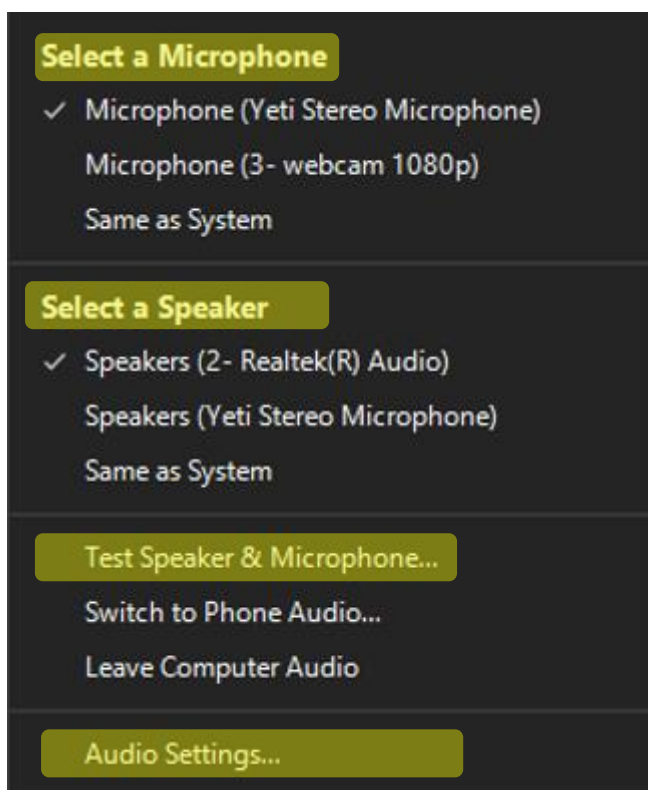 Select a Microphone
Microphone (Yeti Stereo Microphone)
Microphone (3- webcam 1080p)
Same as System
Select a Speaker
Speakers (2- Realtek(R) Audio)
Speakers (Yeti Stereo Microphone)
Same as System
Test Speaker & Microphone...
Switch to Phone Audio...
Leave Computer Audio
Audio Settings...